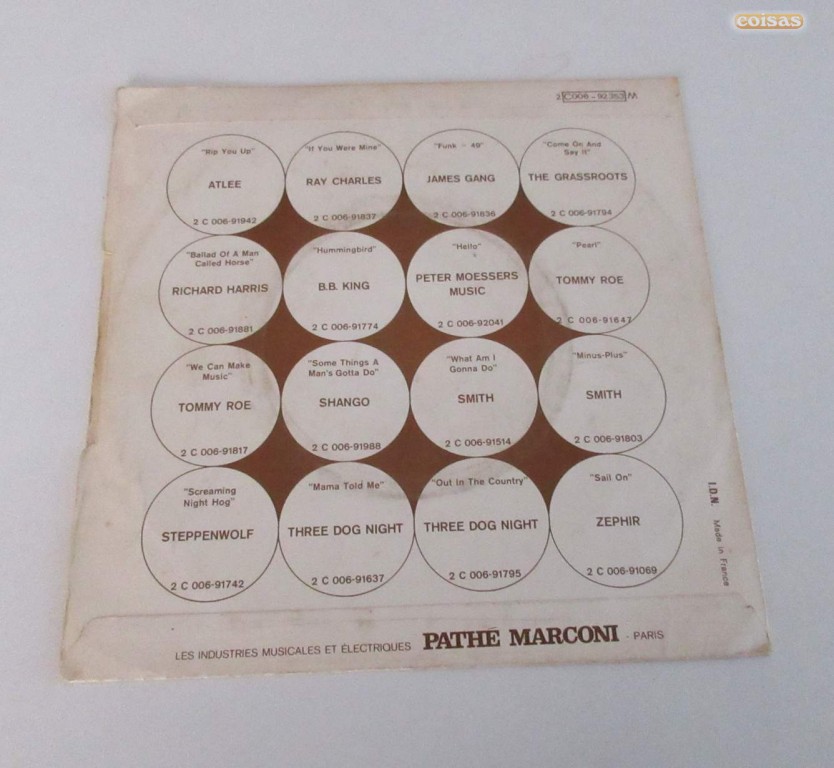 coisas
2 C006-92.353 M
"Rip You Up"
ATLEE
2 C 006-91942
"If You Were Mine"
RAY CHARLES
2 C 006-91837
"Funk - 49"
JAMES GANG
2 C 006-91636
"Come On And
Say It"
THE GRASSROOTS
2 C 006-91794
"Ballad Of A Man
Called Horse"
RICHARD HARRIS
2 C 006-91881
"Hummingbird"
B.B. KING
2 C 006-91774
"Hello"
PETER MOESSERS
MUSIC
2 C 006-92041
"Pearl"
TOMMY ROE
2 C 006-91647
"We Can Make
Music"
TOMMY ROE
2 C 006-91817
"Some Things A
Man's Gotta Do"
SHANGO
2 C 006-91988
"What Am I
Gonna Do"
SMITH
2 C 006-91514
"Minus-Plus"
SMITH
2 C 006-91803
"Screaming
Night Hog"
STEPPENWOLF
2 C 006-91742
"Mama Told Me"
THREE DOG NIGHT
2 C 006-91637
"Out In The Country"
THREE DOG NIGHT
2 C 006-91795
"Sail On"
ZEPHIR
2 C 006-91069
I.D.N. Made in France
LES INDUSTRIES MUSICALES ET ÉLECTRIQUES PATHÉ MARCONI - PARIS